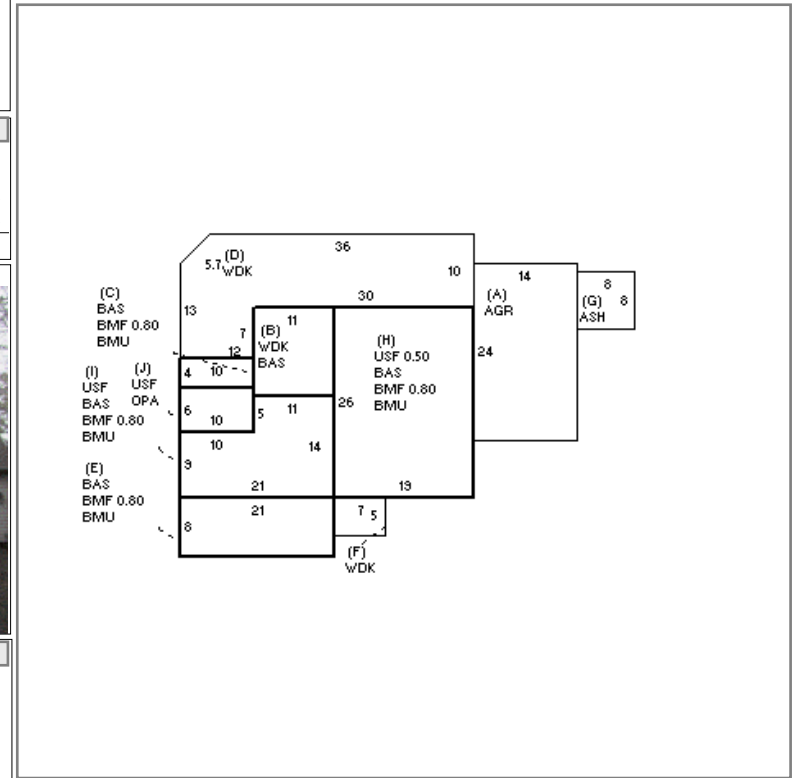 36
5.7
(D)
WDK
10
14
8
8
(G)
ASH
(A)
AGR
24
30
(C)
BAS
BMF 0.80
BMU
13
7
12
(B)
WDK
BAS
11
(H)
USF 0.50
BAS
BMF 0.80
BMU
4
10
(I)
USF
BAS
BMF 0.80
BMU
(J)
USF
OPA
6
10
5
11
26
10
14
9
21
19
(E)
BAS
BMF 0.80
BMU
21
8
7
5
(F)
WDK